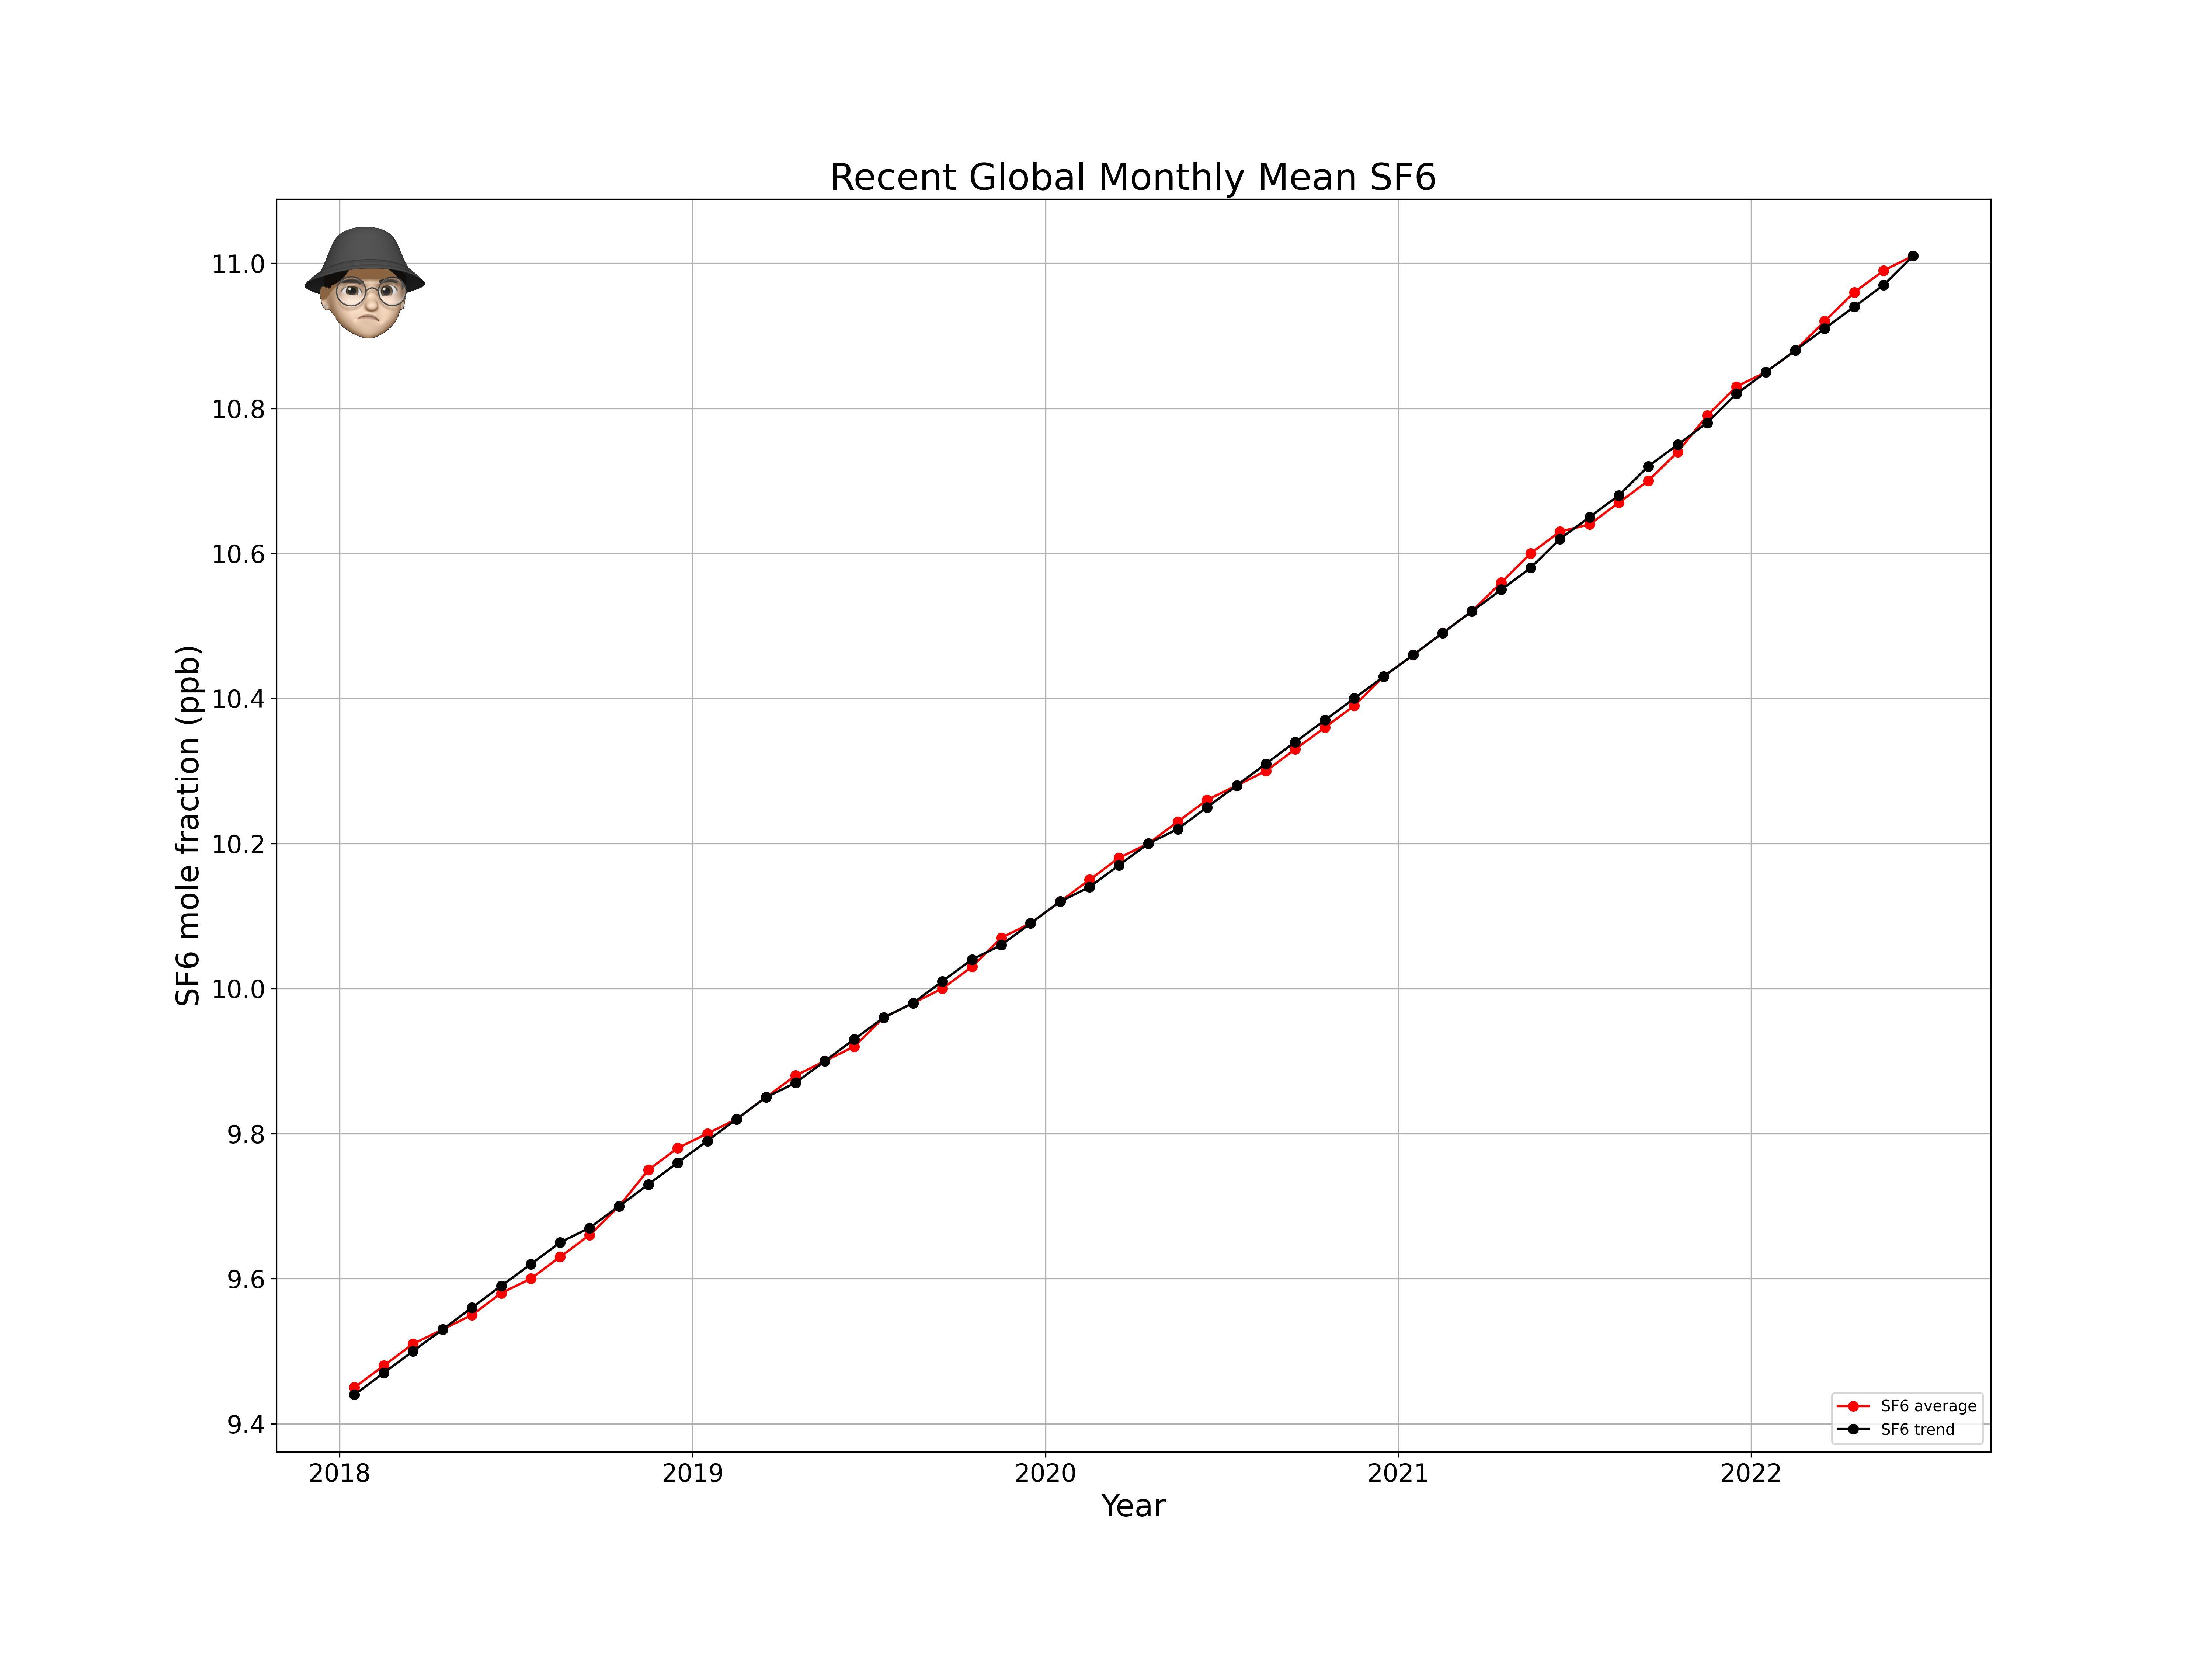 Recent Global Monthly Mean SF6
SF6 mole fraction (ppb)
11.0
10.8
10.6
10.4
10.2
10.0
9.8
9.6
9.4
2018 2019 2020 2021 2022
Year
SF6 average
SF6 trend